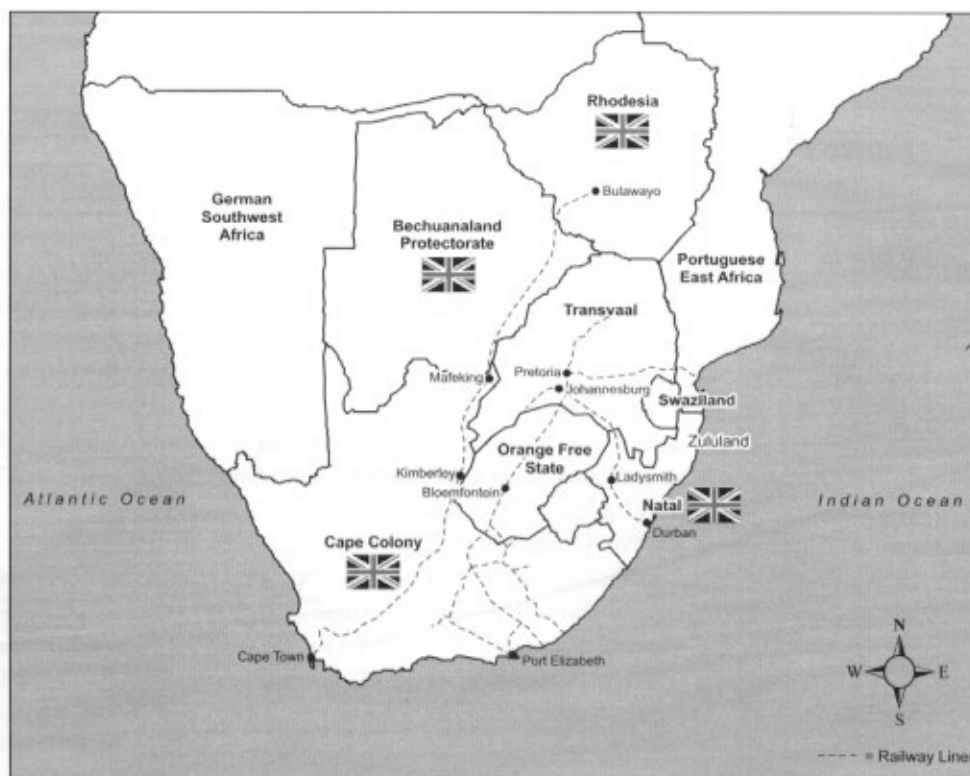 Rhodesia
Bulawayo
German
Southwest
Africa
Bechuanaland
Protectorate
Portuguese
East Africa
Transvaal
Mafeking
Pretoria
Johannesburg
Swaziland
Zululand
Orange Free
State
Kimberley
Bloemfontein
Ladysmith
Atlantic Ocean
Natal
Indian Ocean
Durban
Cape Colony
Cape Town
Port Elizabeth
N
W E
S
= Railway Lines